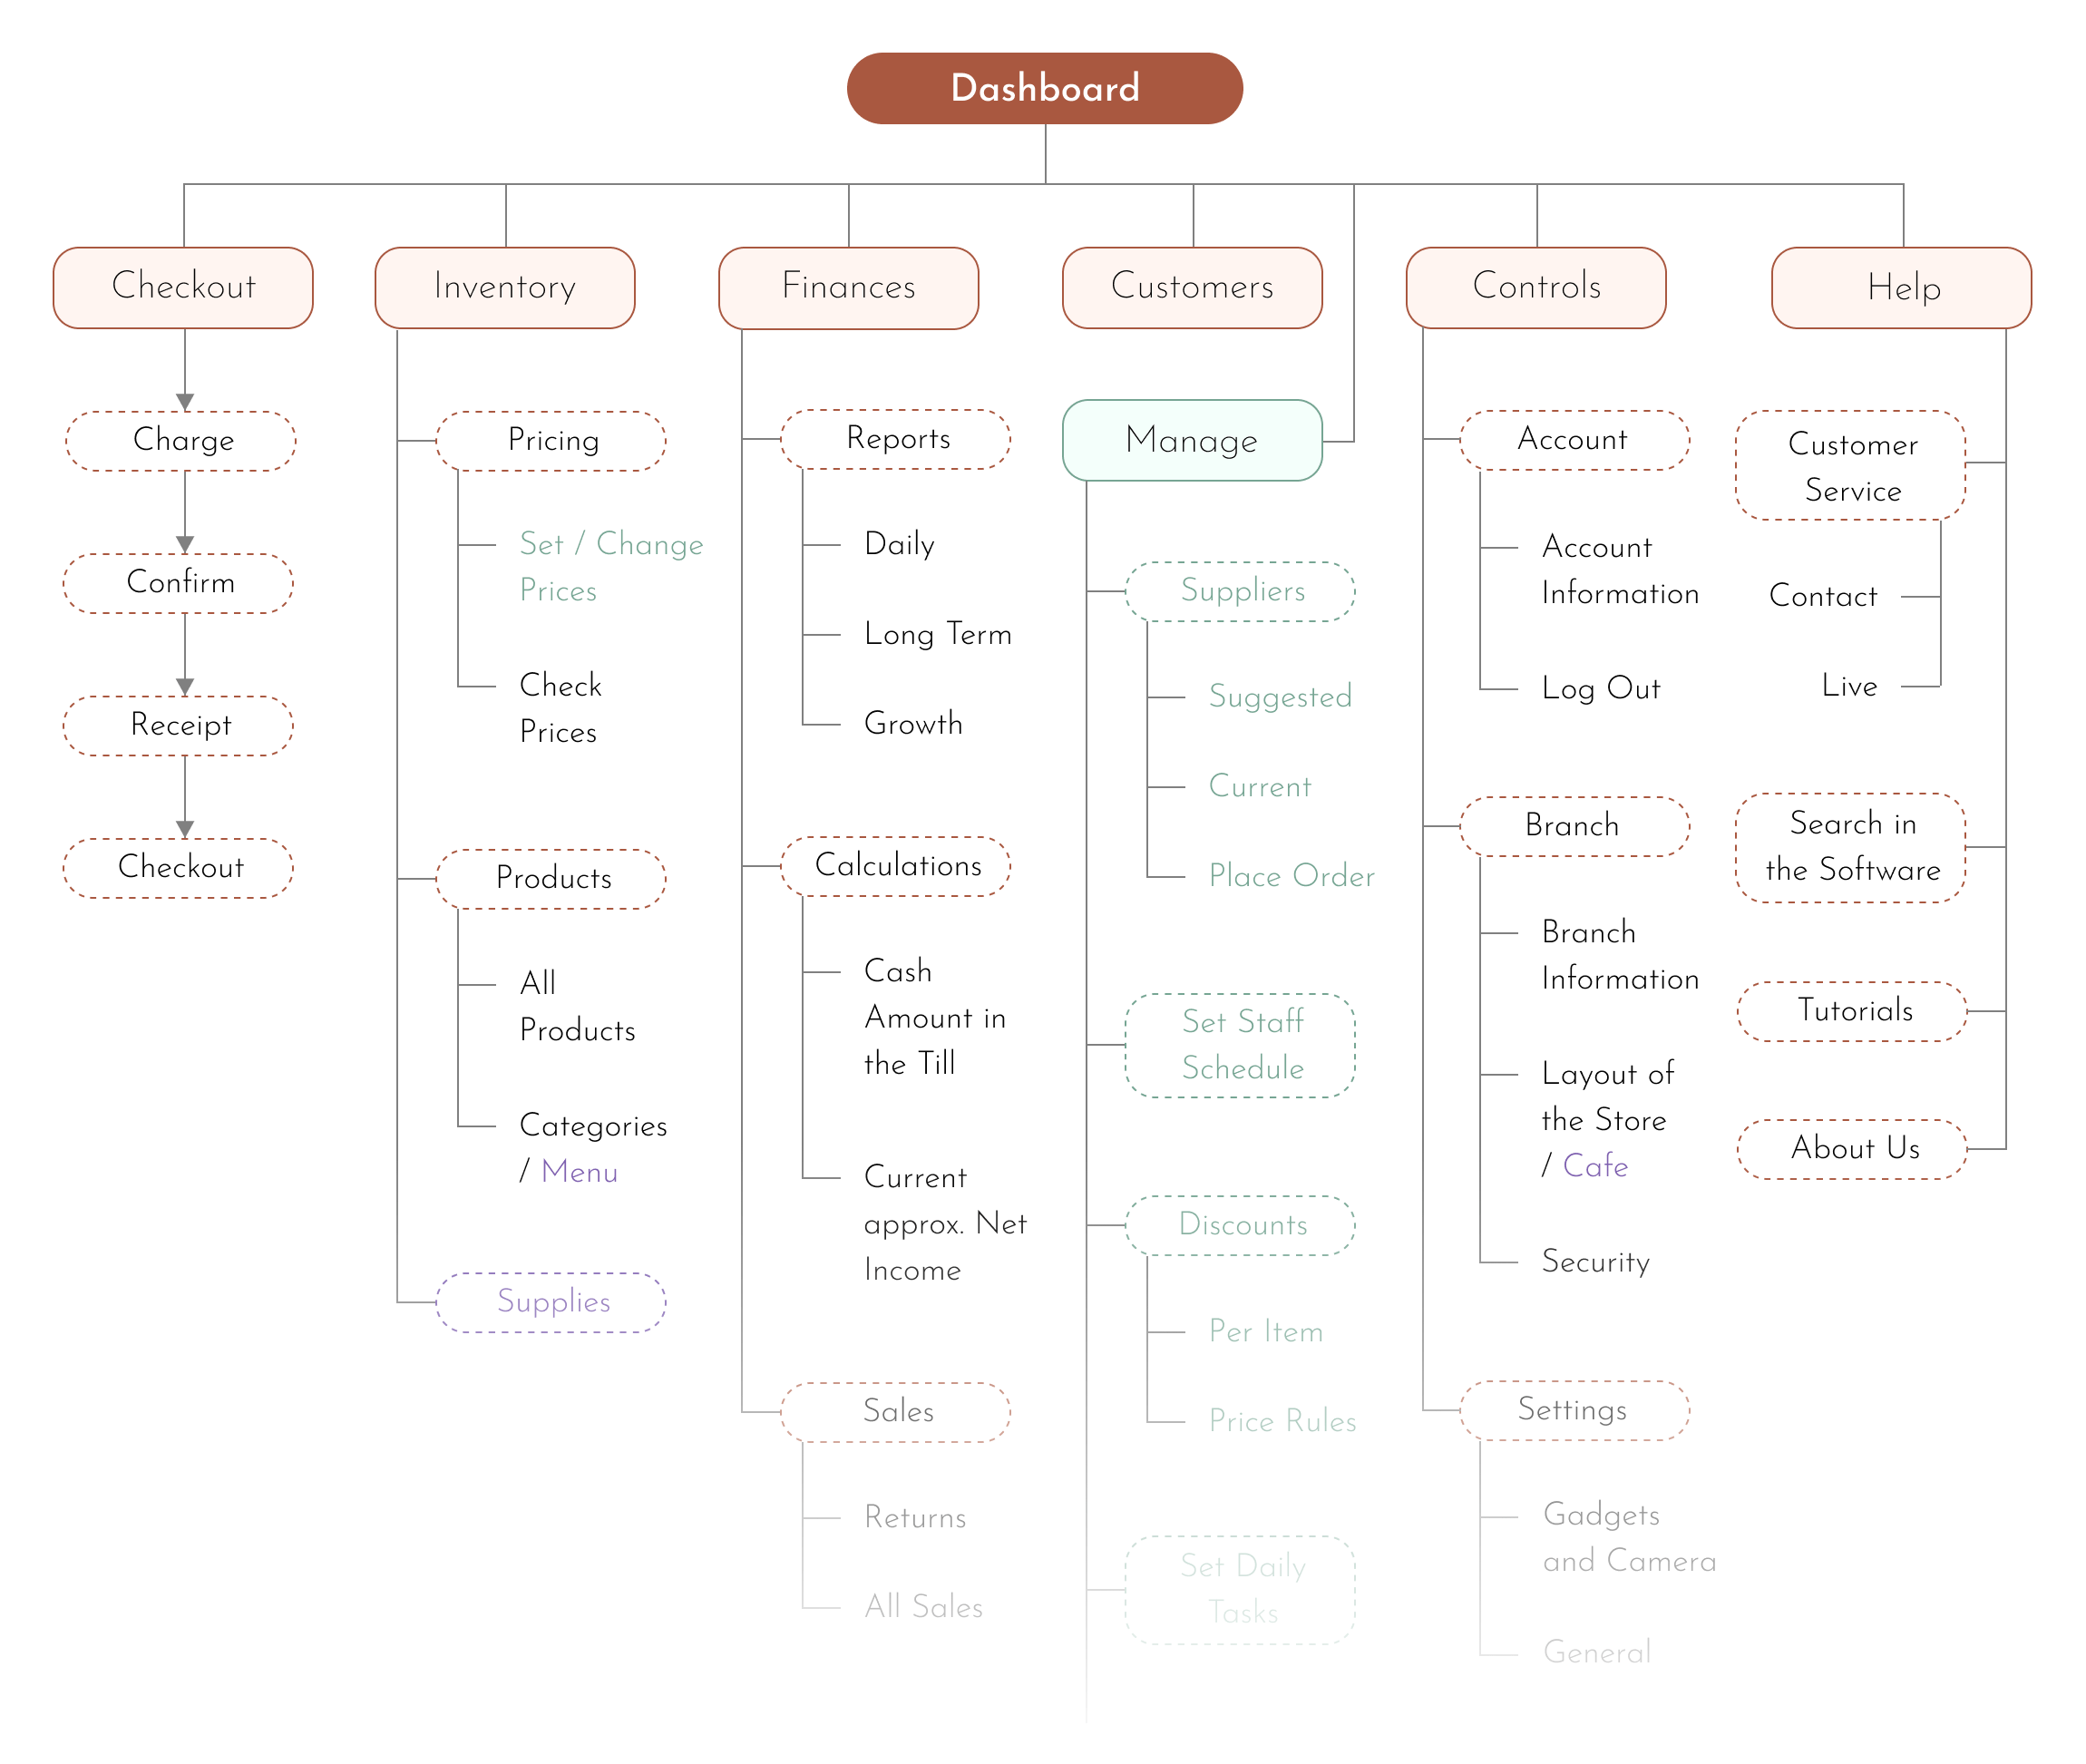 Dashboard
Checkout
Charge
Confirm
Receipt
Checkout
Inventory
Pricing
Set / Change
Prices
Check
Prices
Products
All
Products
Categories
/ Menu
Supplies
Finances
Reports
Daily
Long Term
Growth
Calculations
Cash
Amount in
the Till
Current
approx. Net
Income
Sales
Returns
All Sales
Customers
Manage
Suppliers
Suggested
Current
Place Order
Set Staff
Schedule
Discounts
Per Item
Price Rules
Set Daily
Tasks
Controls
Account
Account
Information
Log Out
Branch
Branch
Information
Layout of
the Store
/ Cafe
Security
Settings
Gadgets
and Camera
General
Help
Customer
Service
Contact
Live
Search in
the Software
Tutorials
About Us